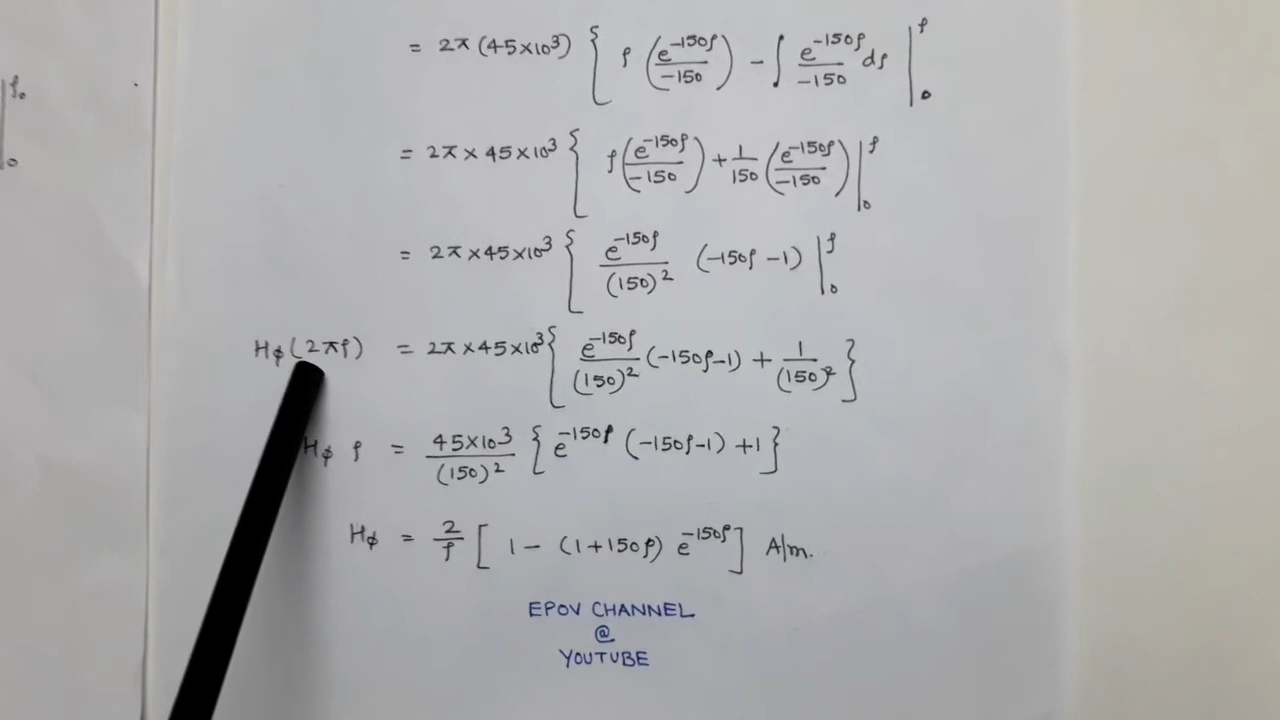 = 2π (45×10³) { ρ (e^-150ρ / -150) - ∫ e^-150ρ / -150 dρ |₀^ρ
= 2π × 45×10³ { ρ (e^-150ρ / -150) + 1/150 (e^-150ρ / -150) |₀^ρ
= 2π × 45×10³ { e^-150ρ / (150)² (-150ρ -1) |₀^ρ
Hϕ (2πρ) = 2π × 45×10³ { e^-150ρ / (150)² (-150ρ-1) + 1 / (150)² }
Hϕ ρ = 45×10³ / (150)² { e^-150ρ (-150ρ-1) +1 }
Hϕ = 2/ρ [ 1 - (1+150ρ) e^-150ρ ] A/m.
EPOV CHANNEL
@
YOUTUBE
ρ₀
0